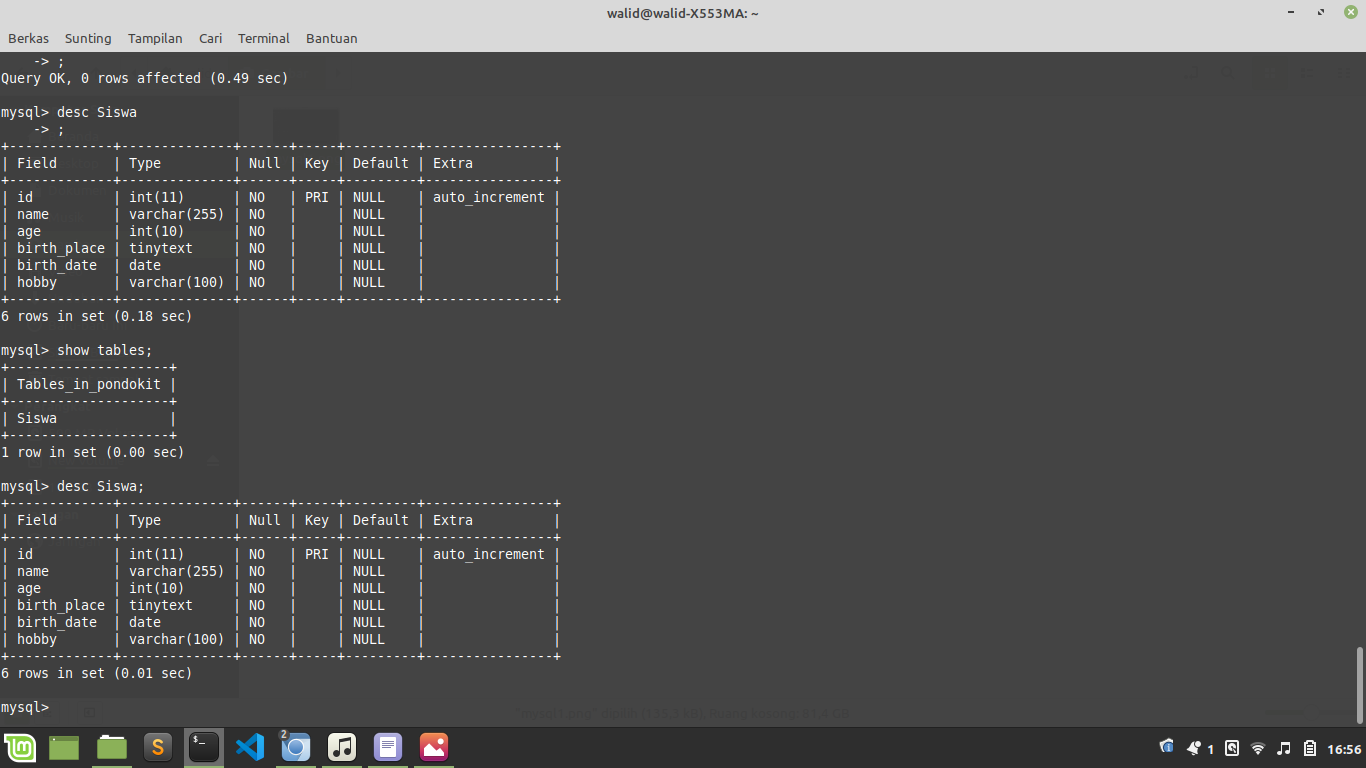 walid@walid-X553MA: ~
Berkas Sunting Tampilan Cari Terminal Bantuan
    -> ;
Query OK, 0 rows affected (0.49 sec)
mysql> desc Siswa
    -> ;
+-------------+--------------+------+-----+---------+----------------+
| Field       | Type         | Null | Key | Default | Extra          |
+-------------+--------------+------+-----+---------+----------------+
| id          | int(11)      | NO   | PRI | NULL    | auto_increment |
| name        | varchar(255) | NO   |     | NULL    |                |
| age         | int(10)      | NO   |     | NULL    |                |
| birth_place | tinytext     | NO   |     | NULL    |                |
| birth_date  | date         | NO   |     | NULL    |                |
| hobby       | varchar(100) | NO   |     | NULL    |                |
+-------------+--------------+------+-----+---------+----------------+
6 rows in set (0.18 sec)
mysql> show tables;
+--------------------+
| Tables_in_pondokit |
+--------------------+
| Siswa              |
+--------------------+
1 row in set (0.00 sec)
mysql> desc Siswa;
+-------------+--------------+------+-----+---------+----------------+
| Field       | Type         | Null | Key | Default | Extra          |
+-------------+--------------+------+-----+---------+----------------+
| id          | int(11)      | NO   | PRI | NULL    | auto_increment |
| name        | varchar(255) | NO   |     | NULL    |                |
| age         | int(10)      | NO   |     | NULL    |                |
| birth_place | tinytext     | NO   |     | NULL    |                |
| birth_date  | date         | NO   |     | NULL    |                |
| hobby       | varchar(100) | NO   |     | NULL    |                |
+-------------+--------------+------+-----+---------+----------------+
6 rows in set (0.01 sec)
mysql>
S >_ 2 1 16:56